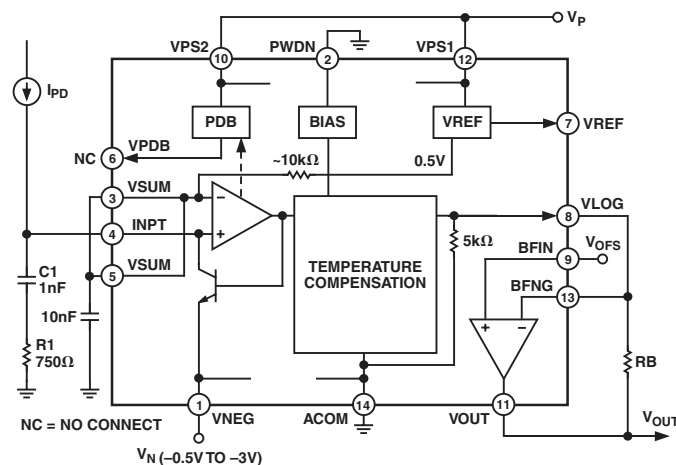 V_P
VPS2
PWDN
VPS1
10
2
12
I_PD
PDB
BIAS
VREF
7
VREF
VPDB
NC
6
~10kΩ
0.5V
VSUM
3
−
VLOG
8
INPT
4
+
5kΩ
BFIN
V_OFS
9
VSUM
5
TEMPERATURE
COMPENSATION
BFNG
13
C1
1nF
10nF
+
−
R1
750Ω
RB
1
VNEG
ACOM
14
VOUT
11
V_OUT
NC = NO CONNECT
V_N (–0.5V TO –3V)